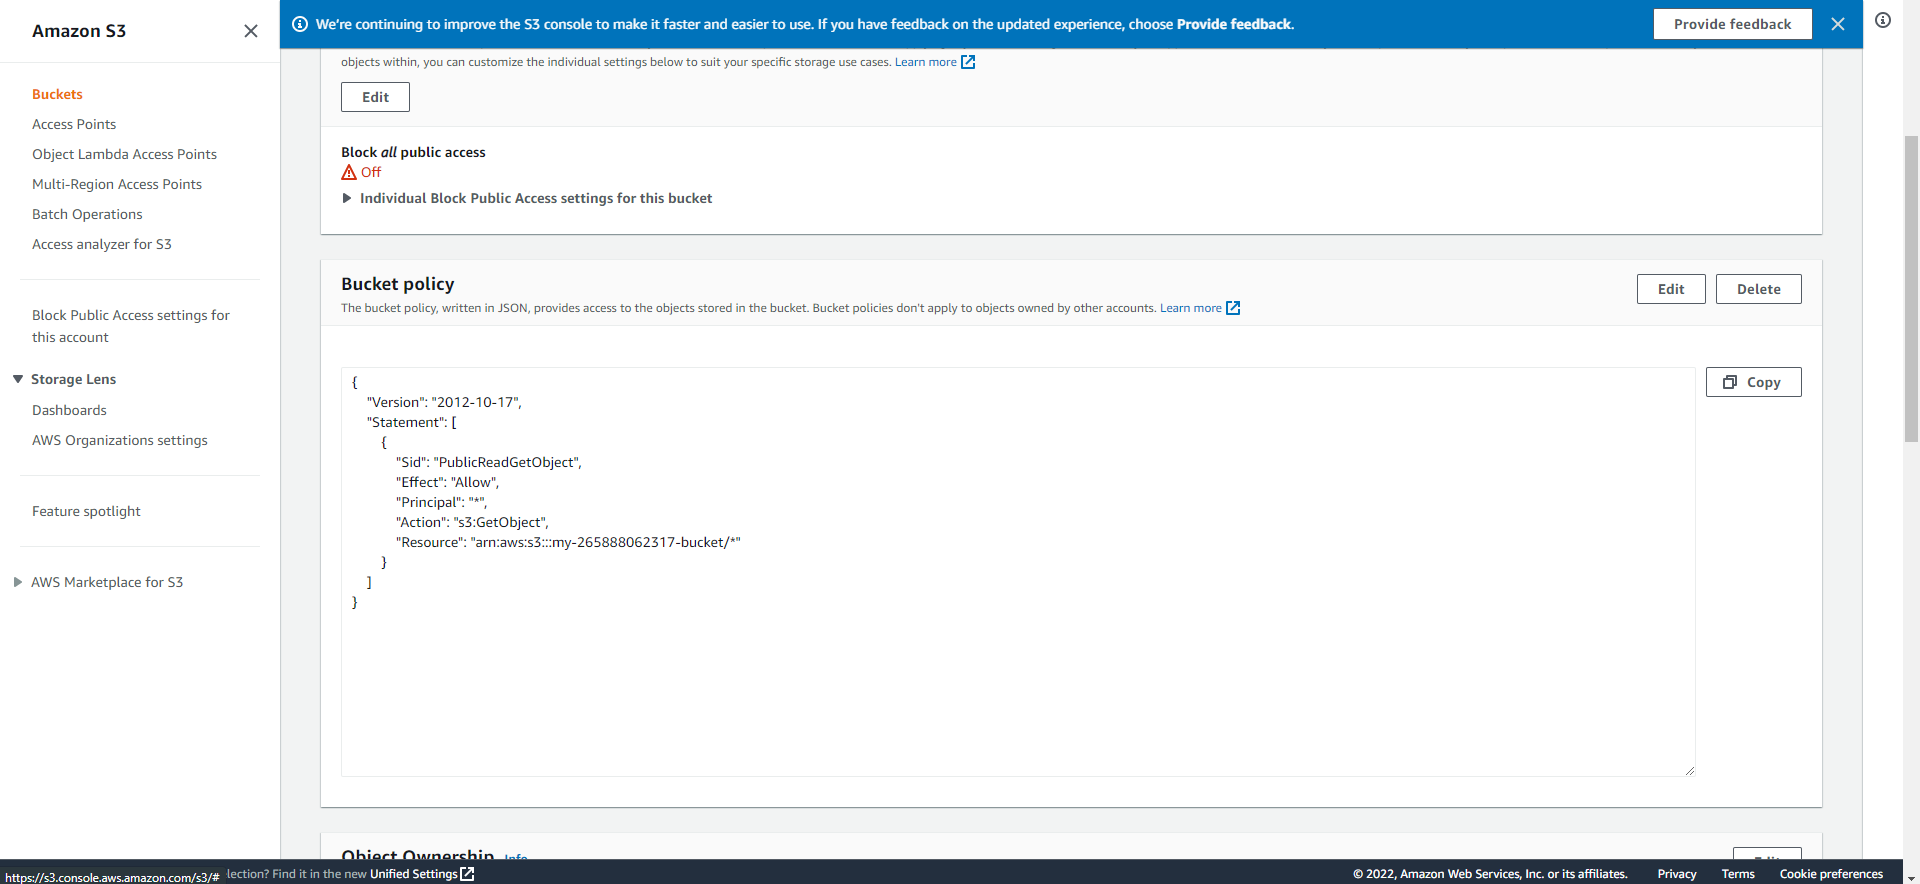 Amazon S3
We're continuing to improve the S3 console to make it faster and easier to use. If you have feedback on the updated experience, choose Provide feedback.
Provide feedback
Buckets
Access Points
Object Lambda Access Points
Multi-Region Access Points
Batch Operations
Access analyzer for S3
Block Public Access settings for
this account
Storage Lens
Dashboards
AWS Organizations settings
Feature spotlight
AWS Marketplace for S3
objects within, you can customize the individual settings below to suit your specific storage use cases. Learn more
Edit
Block all public access
Off
Individual Block Public Access settings for this bucket
Bucket policy
Edit
Delete
The bucket policy, written in JSON, provides access to the objects stored in the bucket. Bucket policies don't apply to objects owned by other accounts. Learn more
Copy
{
"Version": "2012-10-17",
"Statement": [
{
"Sid": "PublicReadGetObject",
"Effect": "Allow",
"Principal": "*",
"Action": "s3:GetObject",
"Resource": "arn:aws:s3:::my-265888062317-bucket/*"
}
]
}
Object Ownership Info
Edit
https://s3.console.aws.amazon.com/s3/#
lection? Find it in the new Unified Settings
© 2022, Amazon Web Services, Inc. or its affiliates.
Privacy
Terms
Cookie preferences